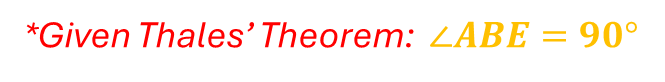 *Given Thales’ Theorem: ∠ABE = 90°